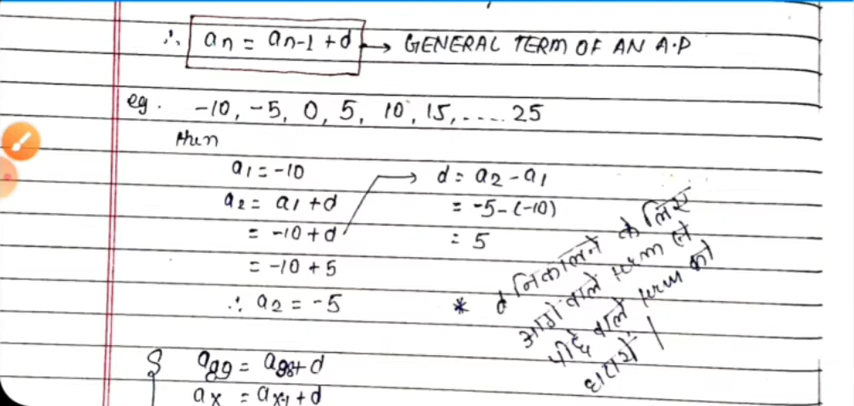 ∴ an = an-1 + d → GENERAL TERM OF AN A.P
eg. -10, -5, 0, 5, 10, 15, .... 25
then
a1 = -10 → d = a2 - a1
a2 = a1 + d = -5 - (-10)
= -10 + d = 5
= -10 + 5
∴ a2 = -5
* d निकालने के लिए
आगे वाले term से
पीछे वाले term को
घटायें।
a99 = a98 + d
ax = ax-1 + d